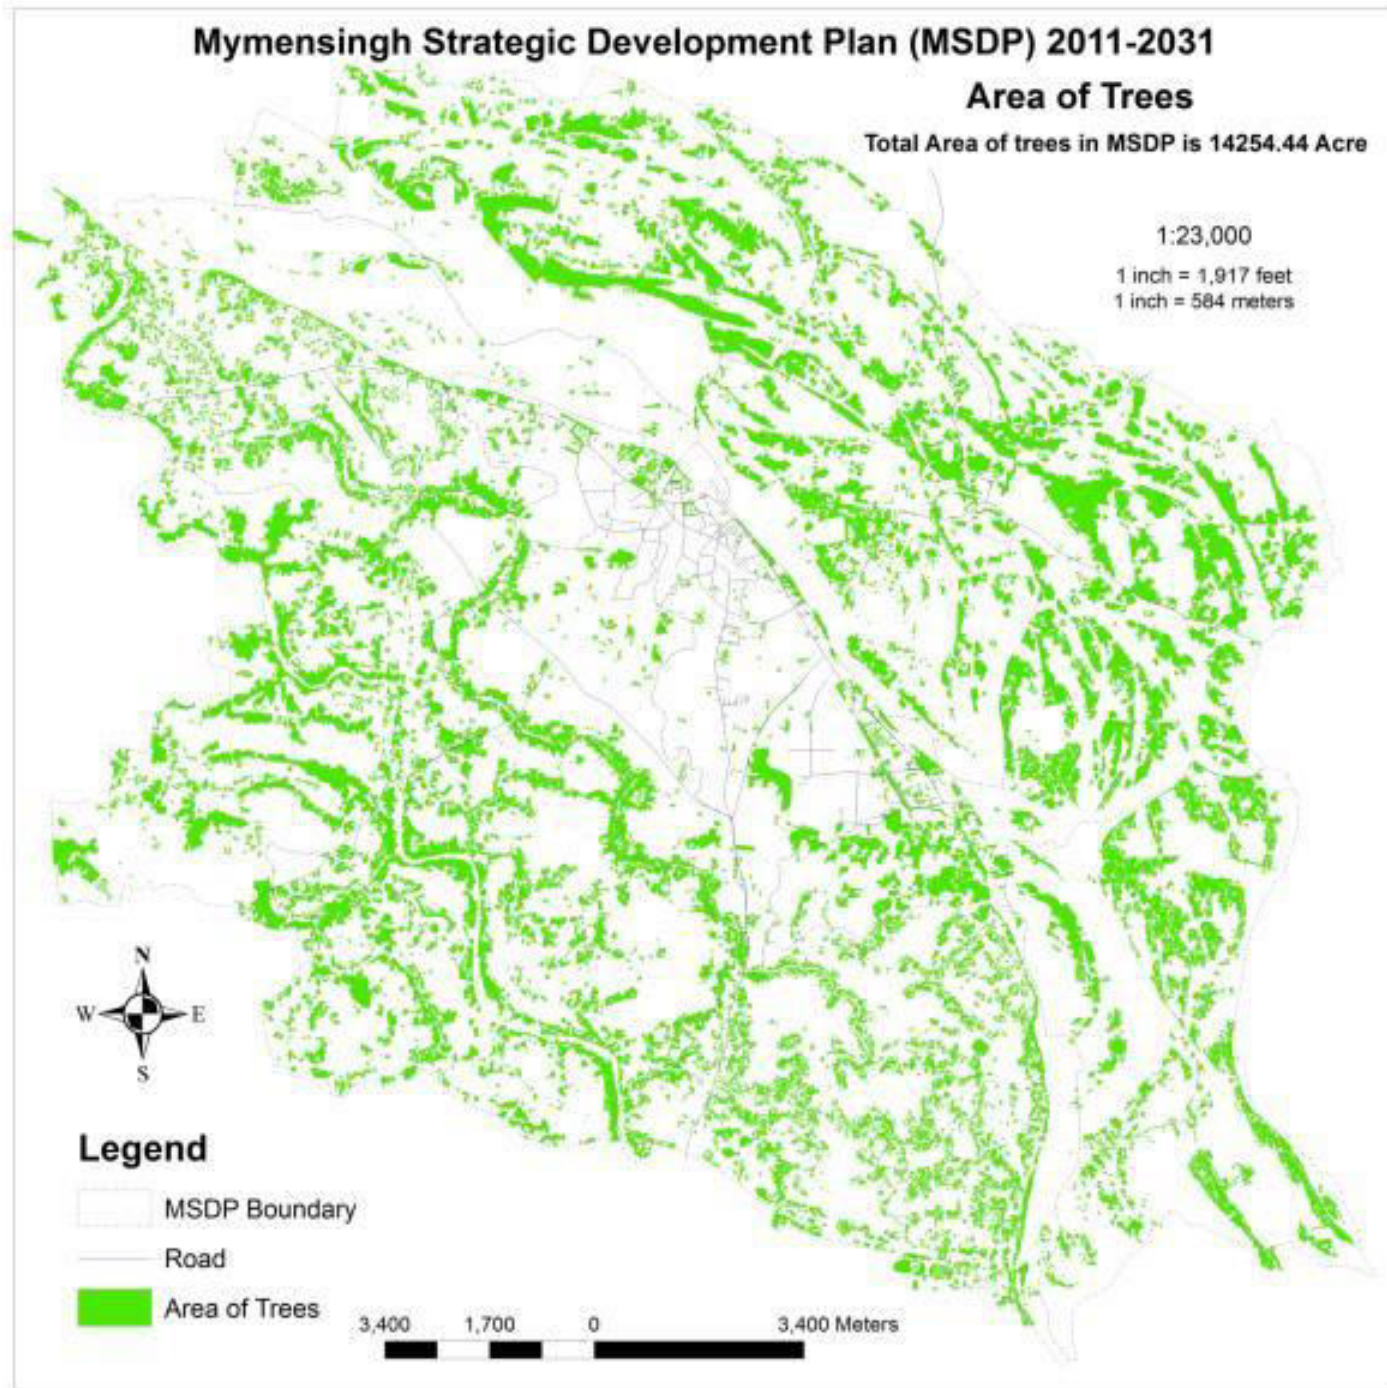 Mymensingh Strategic Development Plan (MSDP) 2011-2031
Area of Trees
Total Area of trees in MSDP is 14254.44 Acre
1:23,000
1 inch = 1,917 feet
1 inch = 584 meters
N
W E
S
Legend
MSDP Boundary
Road
Area of Trees
3,400 1,700 0 3,400 Meters